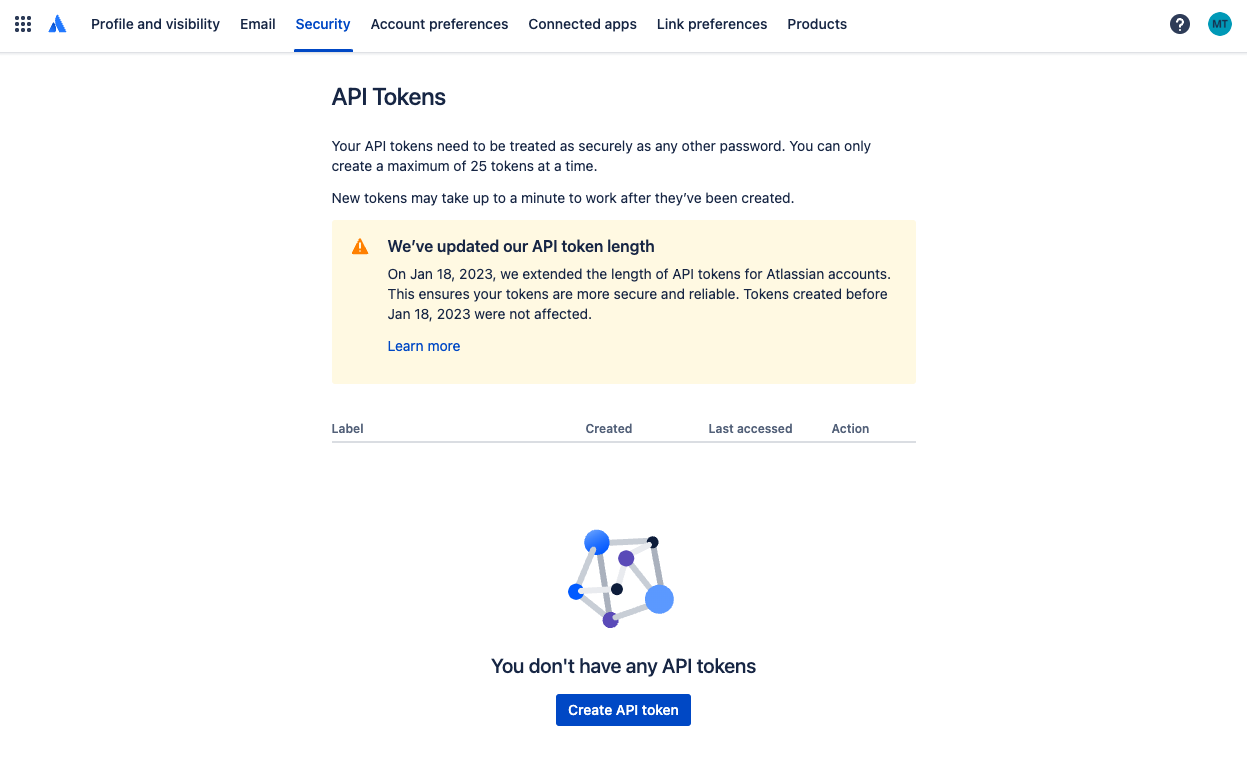 Profile and visibility Email Security Account preferences Connected apps Link preferences Products ? MT
API Tokens
Your API tokens need to be treated as securely as any other password. You can only
create a maximum of 25 tokens at a time.
New tokens may take up to a minute to work after they’ve been created.
We’ve updated our API token length
On Jan 18, 2023, we extended the length of API tokens for Atlassian accounts.
This ensures your tokens are more secure and reliable. Tokens created before
Jan 18, 2023 were not affected.
Learn more
Label Created Last accessed Action
You don't have any API tokens
Create API token